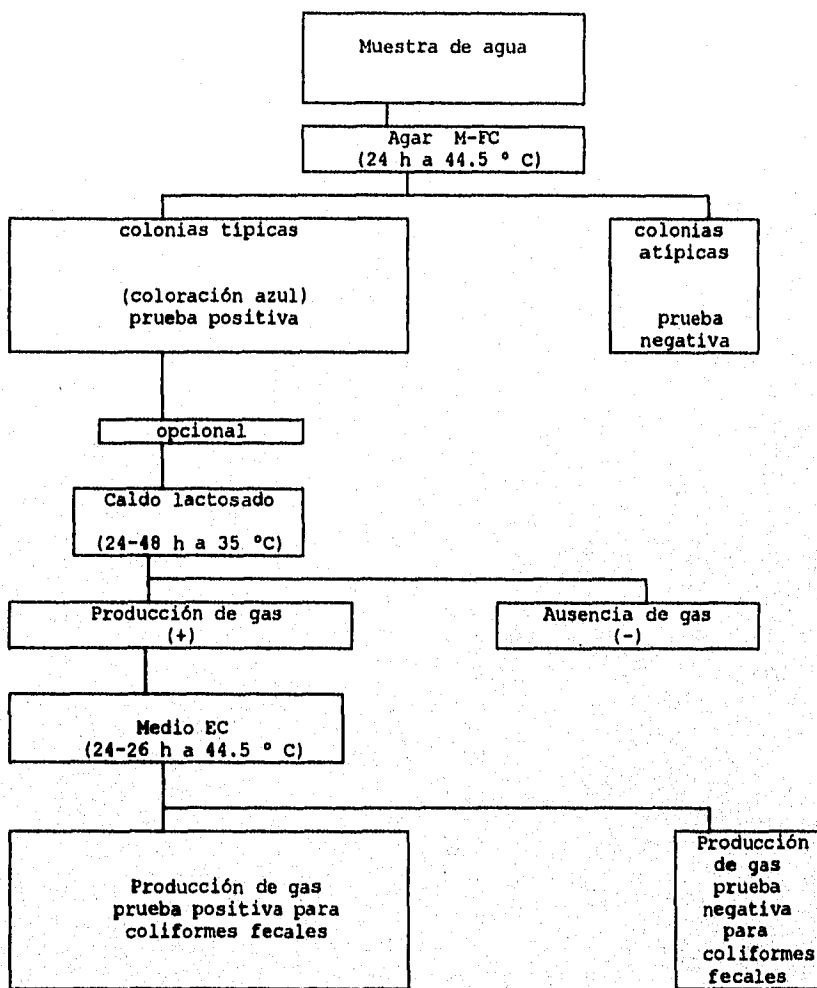 Muestra de agua
Agar M-FC
(24 h a 44.5 ° C)
colonias típicas
(coloración azul)
prueba positiva
colonias
atípicas
prueba
negativa
opcional
Caldo lactosado
(24-48 h a 35 °C)
Producción de gas
(+)
Ausencia de gas
(-)
Medio EC
(24-26 h a 44.5 ° C)
Producción de gas
prueba positiva para
coliformes fecales
Producción
de gas
prueba
negativa
para
coliformes
fecales